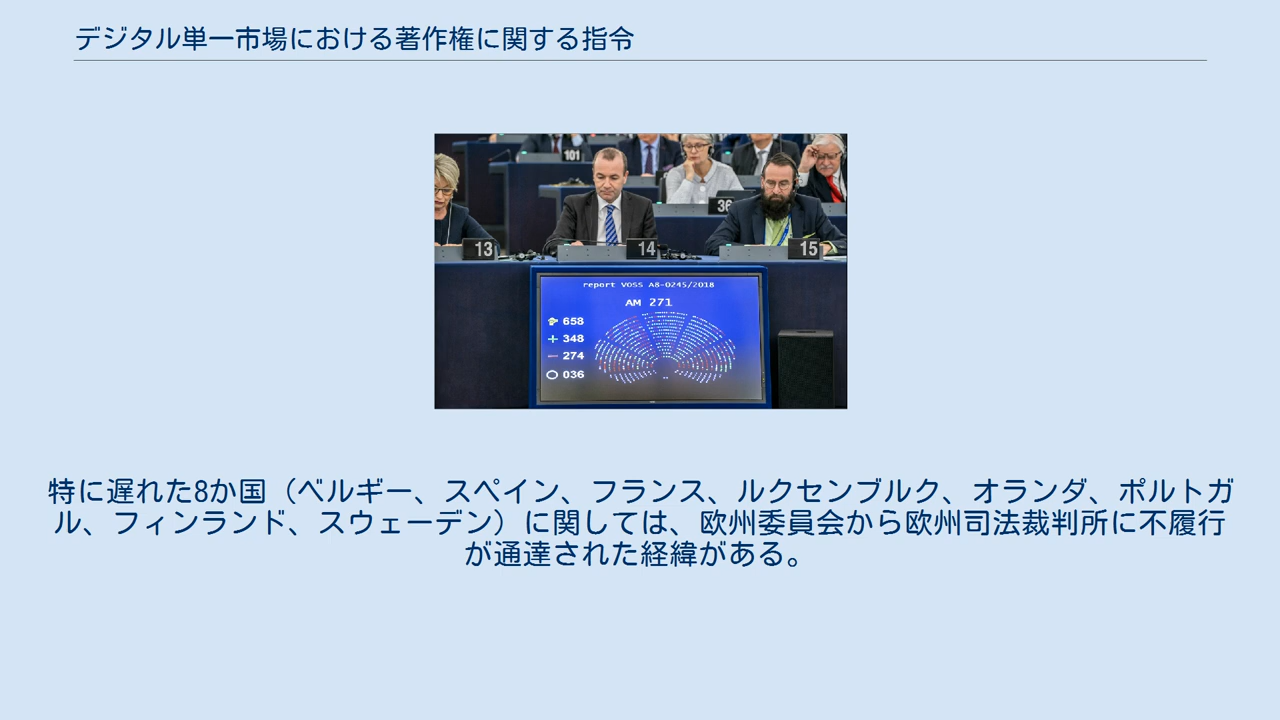 デジタル単一市場における著作権に関する指令
101
36
13
14
15
report VOSS A8-0245/2018
AM 271
658
+ 348
- 274
036
特に遅れた8か国（ベルギー、スペイン、フランス、ルクセンブルク、オランダ、ポルトガ
ル、フィンランド、スウェーデン）に関しては、欧州委員会から欧州司法裁判所に不履行
が通達された経緯がある。